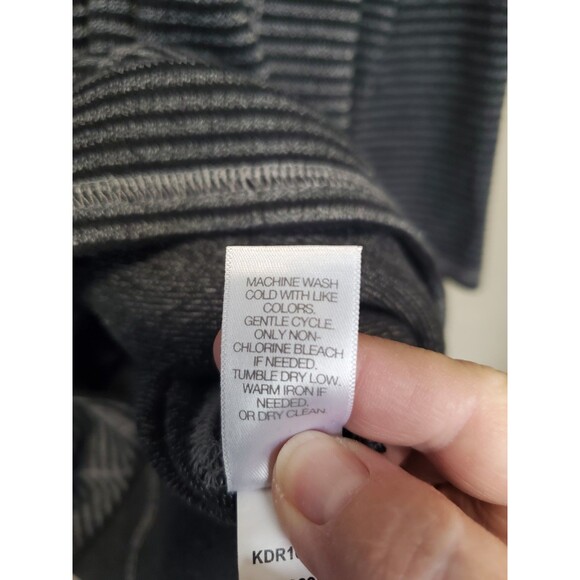 MACHINE WASH
COLD WITH LIKE
COLORS.
GENTLE CYCLE.
ONLY NON-
CHLORINE BLEACH
IF NEEDED.
TUMBLE DRY LOW.
WARM IRON IF
NEEDED.
OR DRY CLEAN